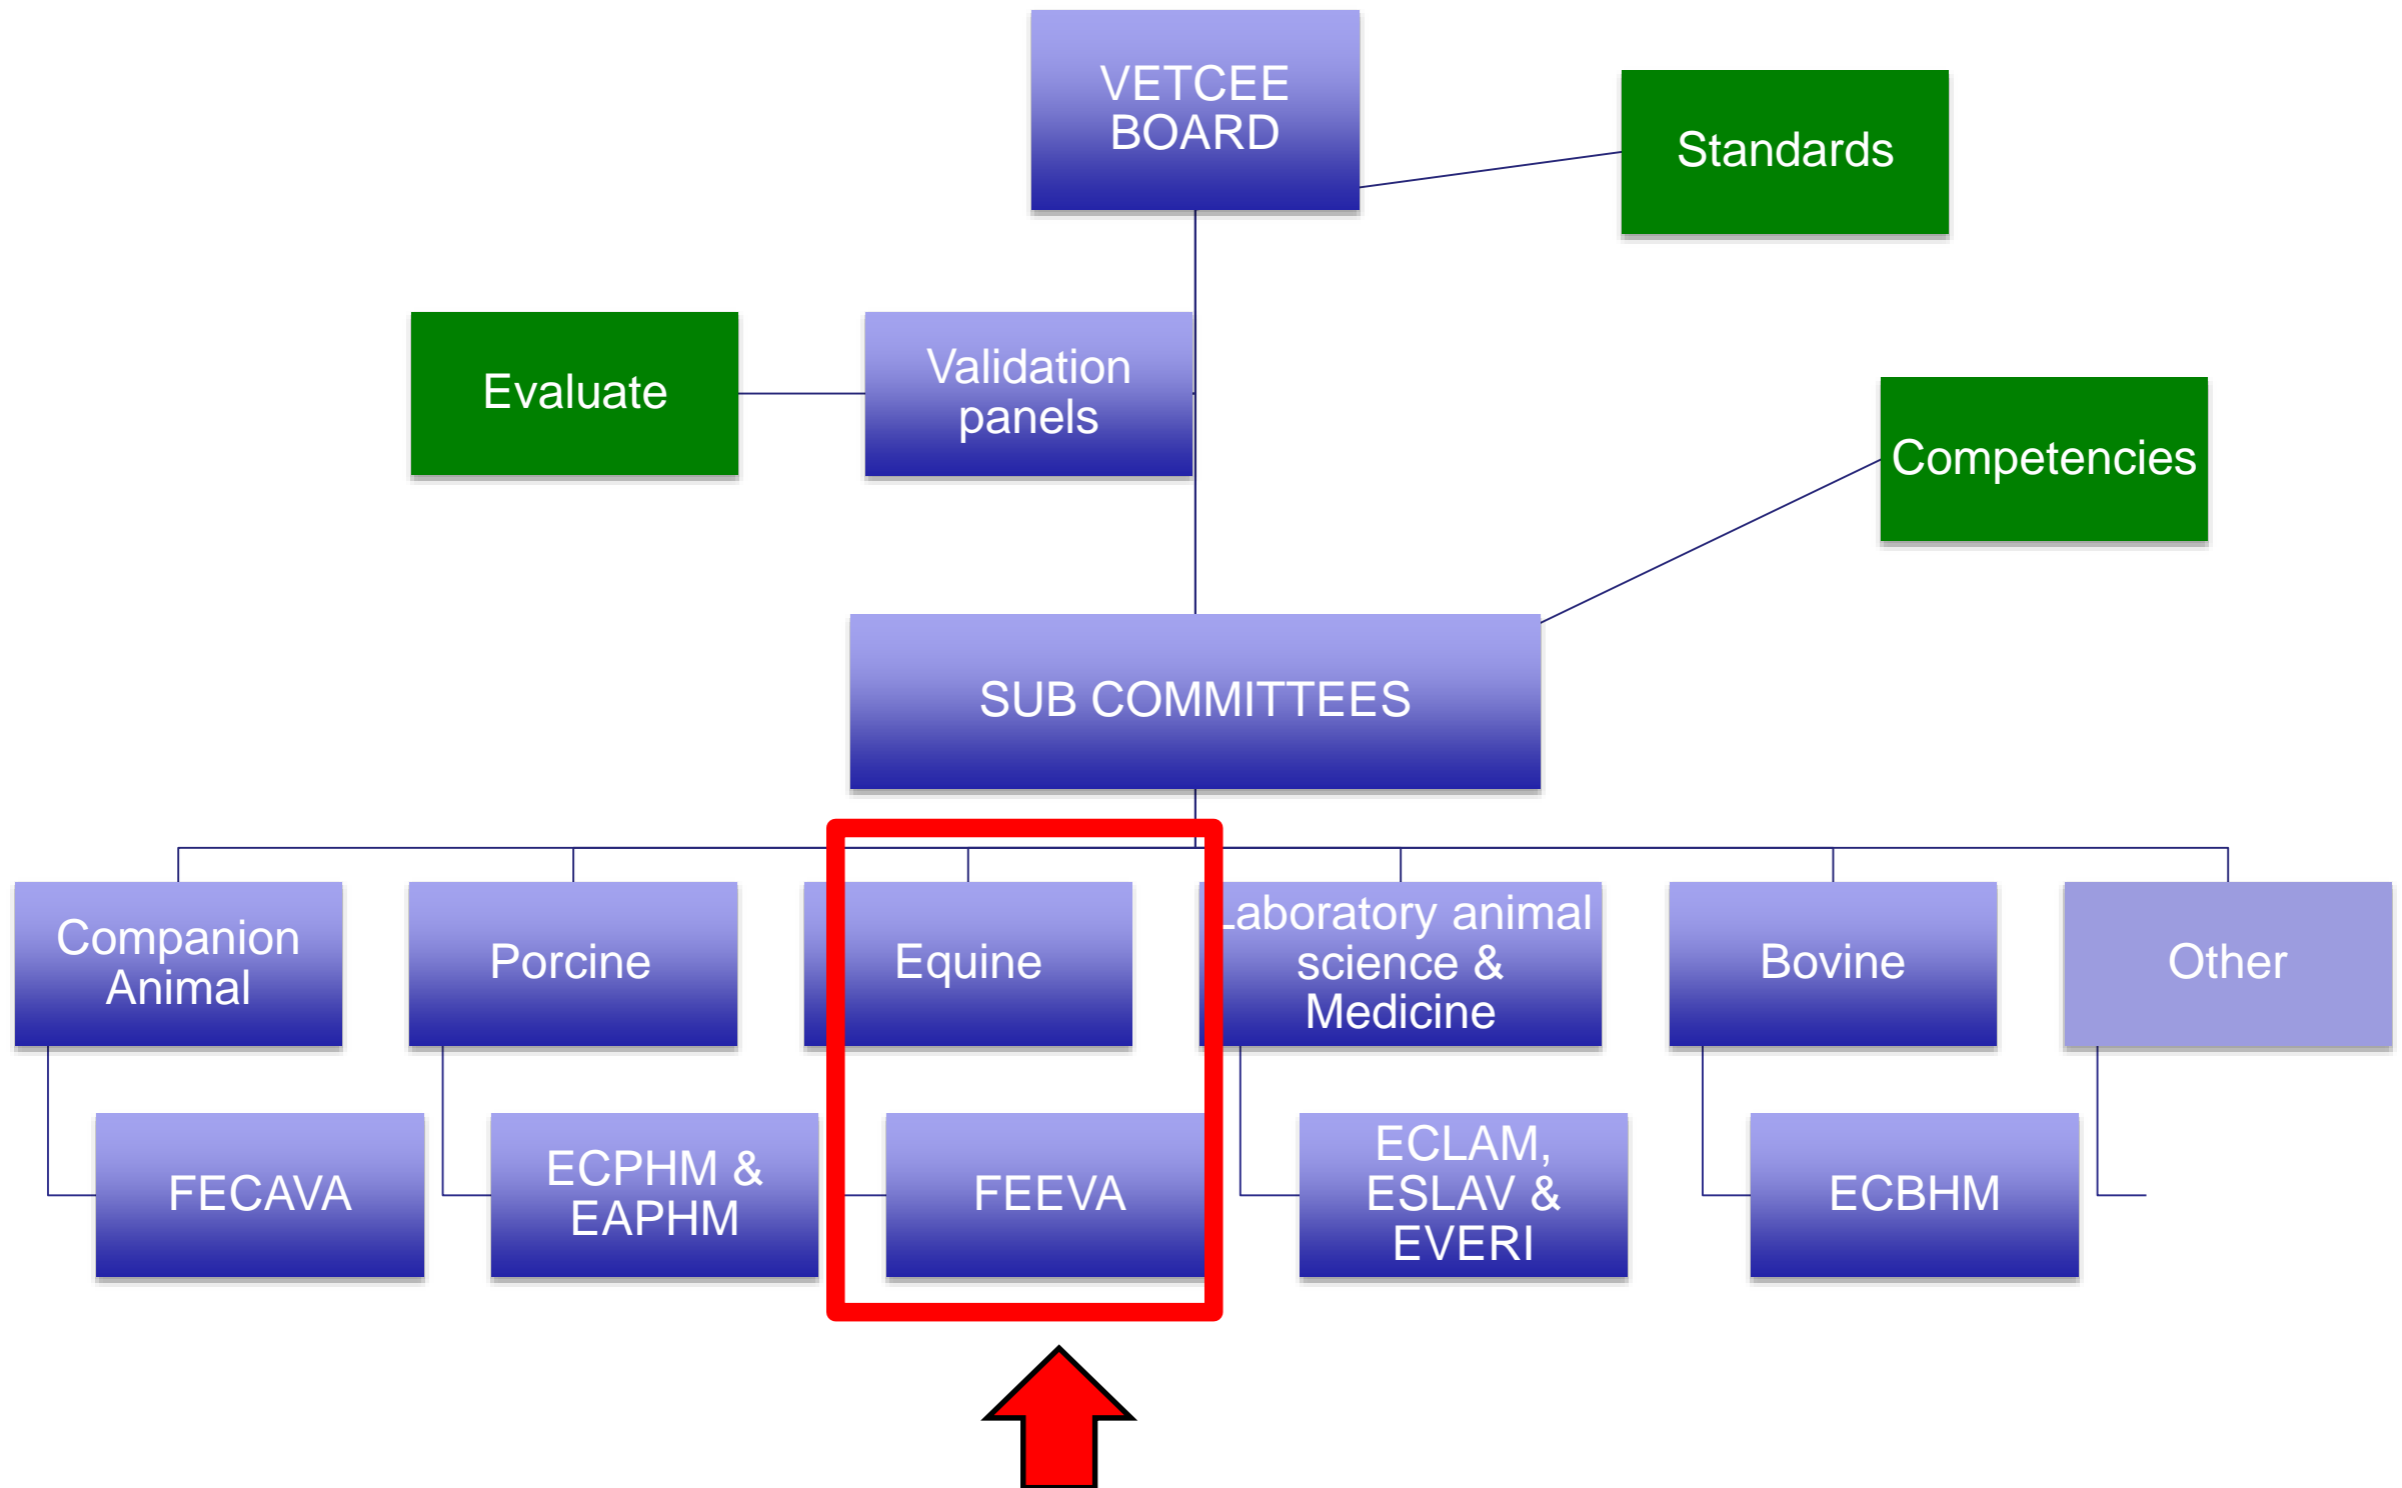 VETCEE
BOARD
Standards
Evaluate
Validation
panels
Competencies
SUB COMMITTEES
Companion
Animal
Porcine
Equine
Laboratory animal
science &
Medicine
Bovine
Other
FECAVA
ECPHM &
EAPHM
FEEVA
ECLAM,
ESLAV &
EVERI
ECBHM